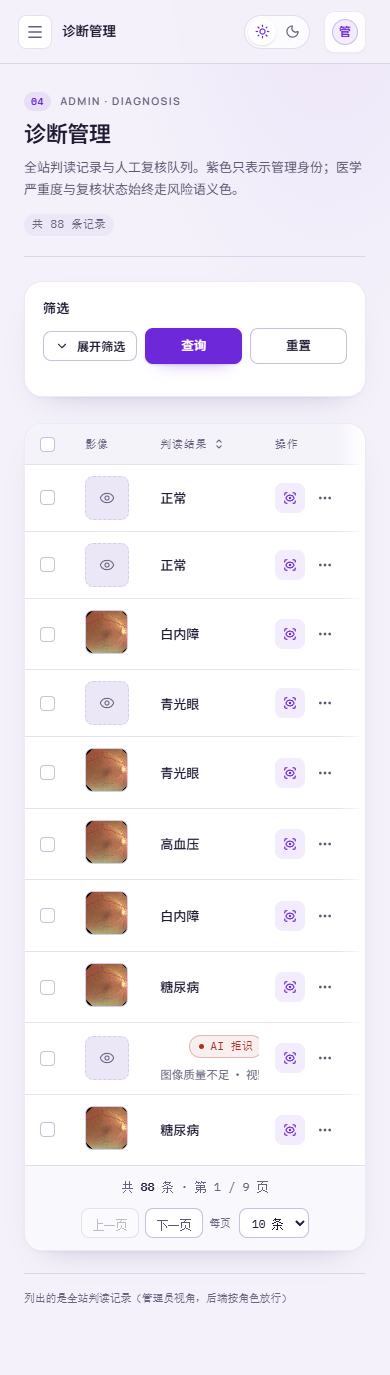 诊断管理
管
04 ADMIN · DIAGNOSIS
诊断管理
全站判读记录与人工复核队列。紫色只表示管理身份；医学
严重度与复核状态始终走风险语义色。
共 88 条记录
筛选
展开筛选 查询 重置
影像 判读结果 操作
正常
正常
白内障
青光眼
青光眼
高血压
白内障
糖尿病
AI 拒识
图像质量不足 · 视
糖尿病
共 88 条 · 第 1 / 9 页
上一页 下一页 每页 10 条
列出的是全站判读记录（管理员视角，后端按角色放行）